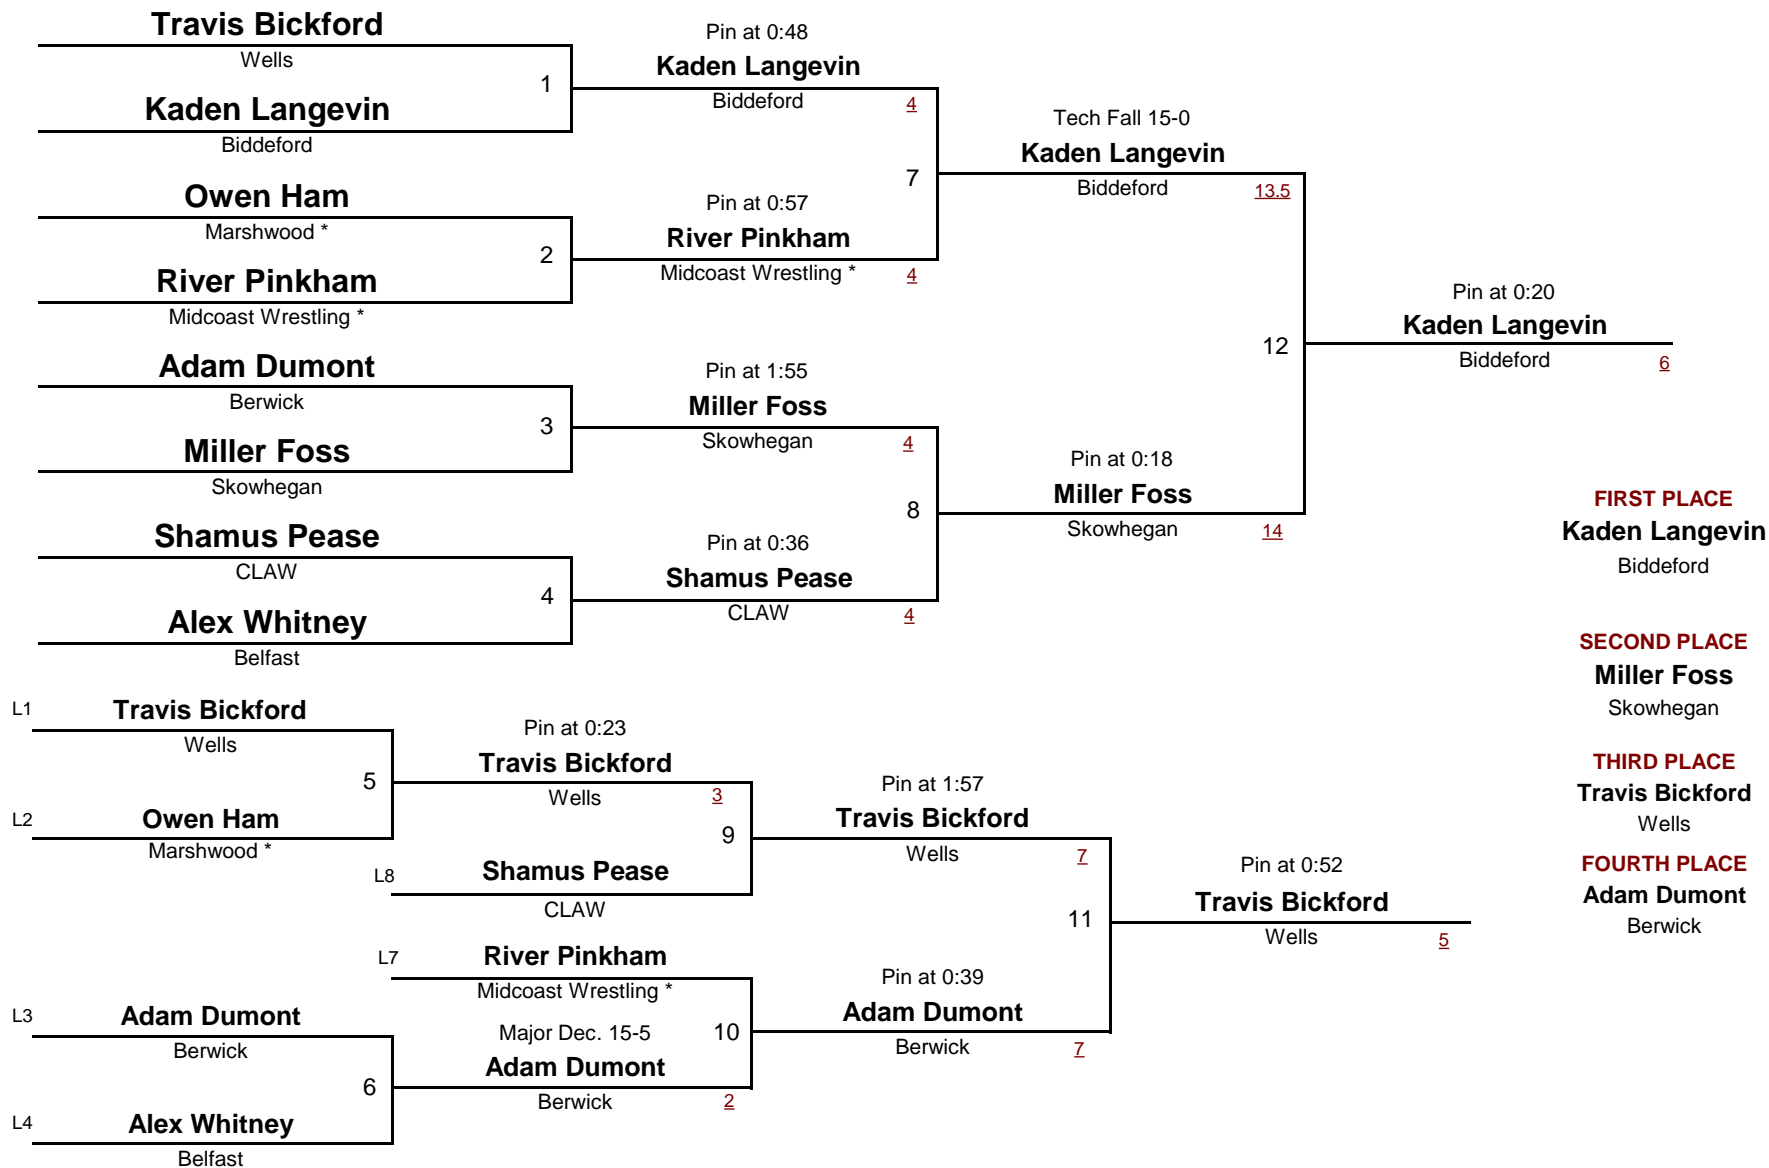 Travis Bickford
Wells
1
Kaden Langevin
Biddeford
Owen Ham
Marshwood *
2
River Pinkham
Midcoast Wrestling *
Adam Dumont
Berwick
3
Miller Foss
Skowhegan
Shamus Pease
CLAW
4
Alex Whitney
Belfast
Pin at 0:48
Kaden Langevin
Biddeford
4
7
Pin at 0:57
River Pinkham
Midcoast Wrestling *
4
Pin at 1:55
Miller Foss
Skowhegan
4
8
Pin at 0:36
Shamus Pease
CLAW
4
Tech Fall 15-0
Kaden Langevin
Biddeford
13.5
12
Pin at 0:18
Miller Foss
Skowhegan
14
Pin at 0:20
Kaden Langevin
Biddeford
6
FIRST PLACE
Kaden Langevin
Biddeford
SECOND PLACE
Miller Foss
Skowhegan
THIRD PLACE
Travis Bickford
Wells
FOURTH PLACE
Adam Dumont
Berwick
L1
Travis Bickford
Wells
5
L2
Owen Ham
Marshwood *
Pin at 0:23
Travis Bickford
Wells
3
9
L8
Shamus Pease
CLAW
L7
River Pinkham
Midcoast Wrestling *
10
Major Dec. 15-5
Adam Dumont
Berwick
2
L3
Adam Dumont
Berwick
6
L4
Alex Whitney
Belfast
Pin at 1:57
Travis Bickford
Wells
7
11
Pin at 0:39
Adam Dumont
Berwick
7
Pin at 0:52
Travis Bickford
Wells
5